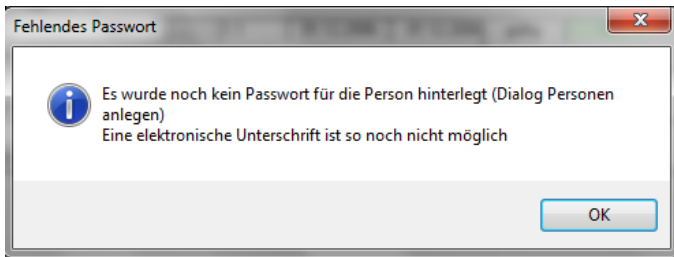 Fehlendes Passwort
Es wurde noch kein Passwort für die Person hinterlegt (Dialog Personen
anlegen)
Eine elektronische Unterschrift ist so noch nicht möglich
OK